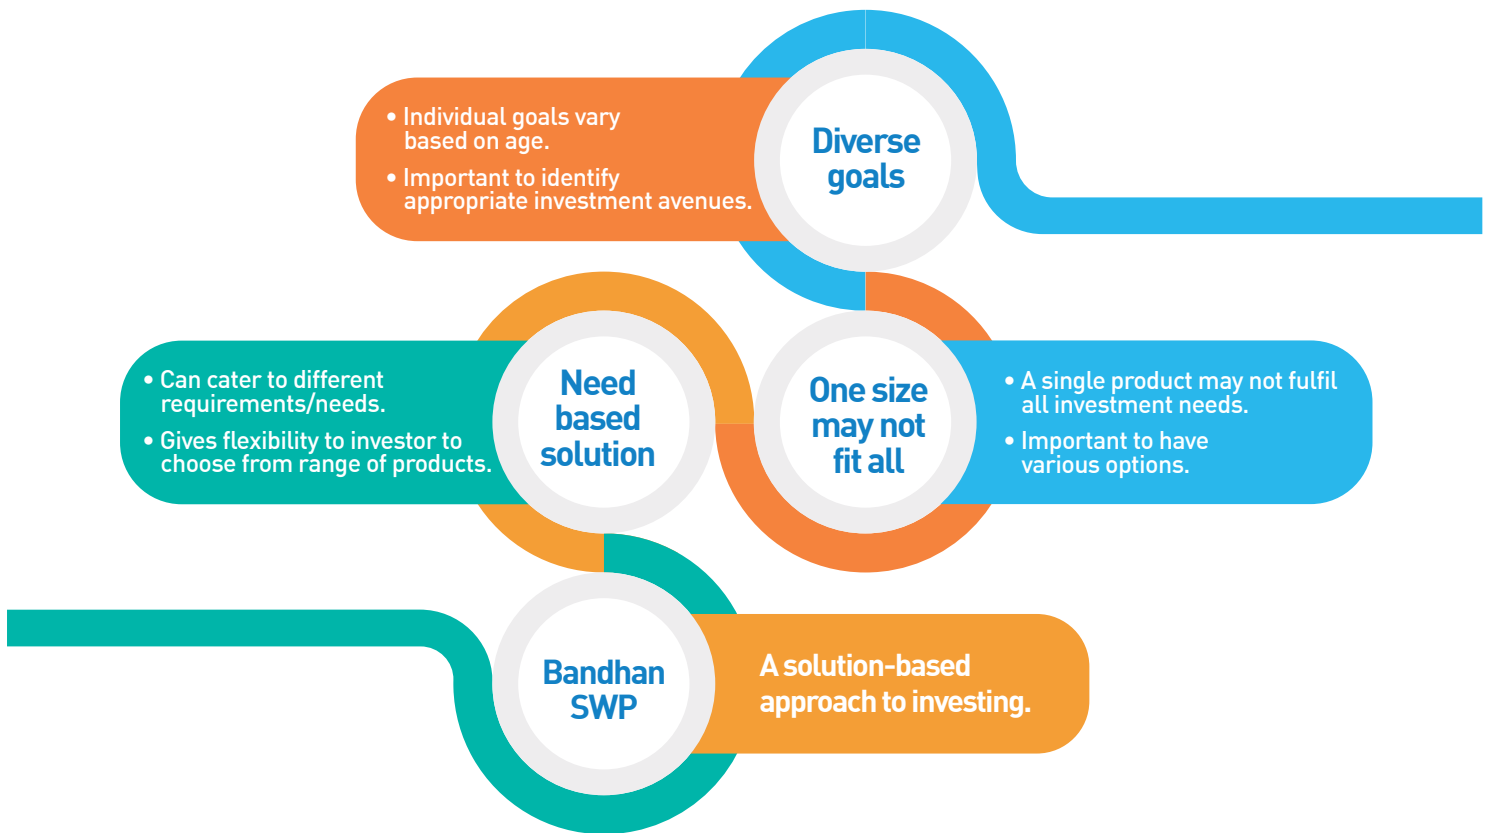 Diverse
goals
• Individual goals vary
based on age.
• Important to identify
appropriate investment avenues.
One size
may not
fit all
• A single product may not fulfil
all investment needs.
• Important to have
various options.
Need
based
solution
• Can cater to different
requirements/needs.
• Gives flexibility to investor to
choose from range of products.
Bandhan
SWP
A solution-based
approach to investing.